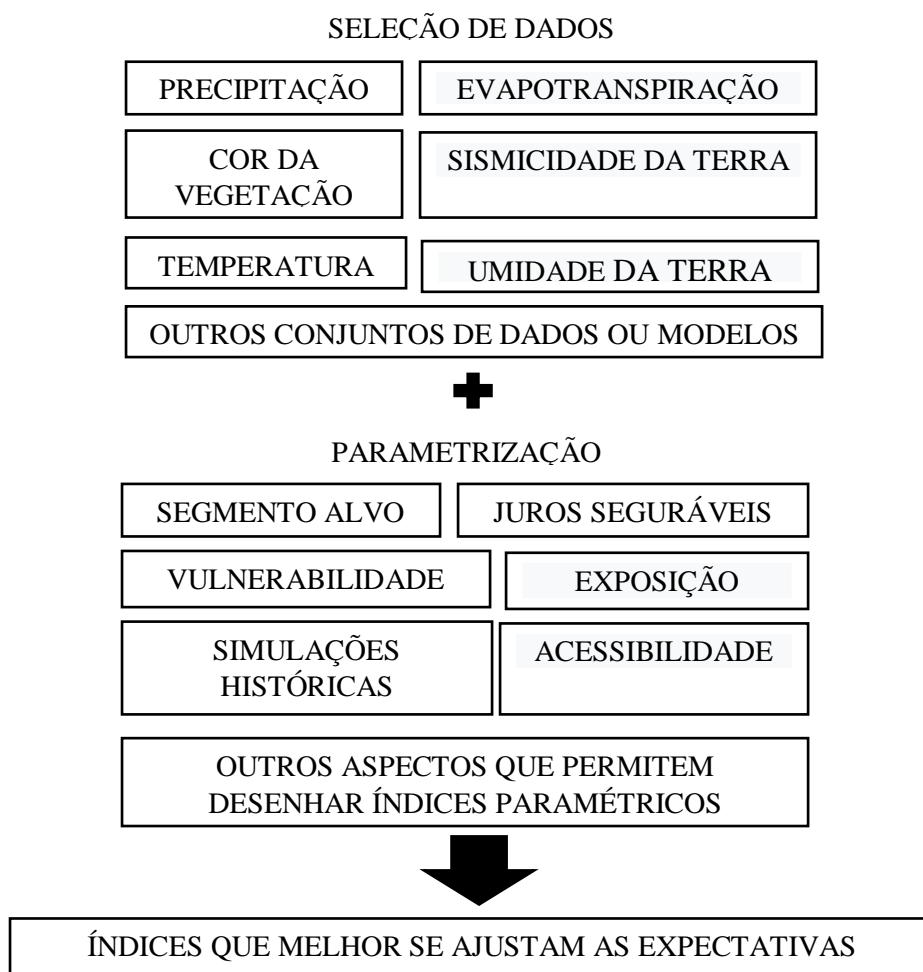 SELEÇÃO DE DADOS
PRECIPITAÇÃO
EVAPOTRANSPIRAÇÃO
COR DA
VEGETAÇÃO
SISMICIDADE DA TERRA
TEMPERATURA
UMIDADE DA TERRA
OUTROS CONJUNTOS DE DADOS OU MODELOS
PARAMETRIZAÇÃO
SEGMENTO ALVO
JUROS SEGURÁVEIS
VULNERABILIDADE
EXPOSIÇÃO
SIMULAÇÕES
HISTÓRICAS
ACESSIBILIDADE
OUTROS ASPECTOS QUE PERMITEM
DESENHAR ÍNDICES PARAMÉTRICOS
ÍNDICES QUE MELHOR SE AJUSTAM AS EXPECTATIVAS